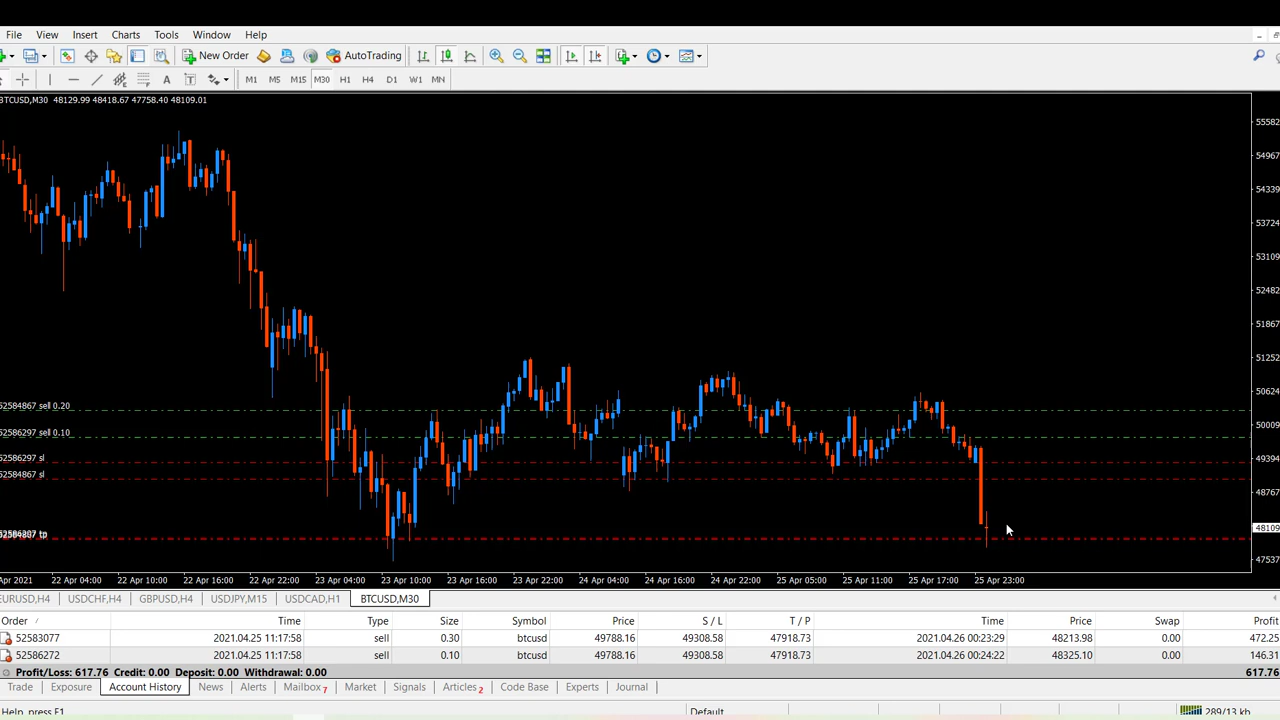 File View Insert Charts Tools Window Help
New Order AutoTrading
A T M1 M5 M15 M30 H1 H4 D1 W1 MN
BTCUSD,M30 48129.99 48418.67 47758.40 48109.01
55582
54967
54339
53724
53109
52482
51867
51252
50624
52584867 sell 0.20
50009
52586297 sell 0.10
49394
52586297 sl
52584867 sl
48767
48109
47537
Apr 2021 22 Apr 04:00 22 Apr 10:00 22 Apr 16:00 22 Apr 22:00 23 Apr 04:00 23 Apr 10:00 23 Apr 16:00 23 Apr 22:00 24 Apr 04:00 24 Apr 16:00 24 Apr 22:00 25 Apr 05:00 25 Apr 11:00 25 Apr 17:00 25 Apr 23:00
EURUSD,H4 USDCHF,H4 GBPUSD,H4 USDJPY,M15 USDCAD,H1 BTCUSD,M30
Order / Time Type Size Symbol Price S / L T / P Time Price Swap Profit
52583077 2021.04.25 11:17:58 sell 0.30 btcusd 49788.16 49308.58 47918.73 2021.04.26 00:23:29 48213.98 0.00 472.25
52586272 2021.04.25 11:17:58 sell 0.10 btcusd 49788.16 49308.58 47918.73 2021.04.26 00:24:22 48325.10 0.00 146.31
Profit/Loss: 617.76 Credit: 0.00 Deposit: 0.00 Withdrawal: 0.00 617.76
Trade Exposure Account History News Alerts Mailbox 7 Market Signals Articles 2 Code Base Experts Journal
Help, press F1 Default 289/13 kb